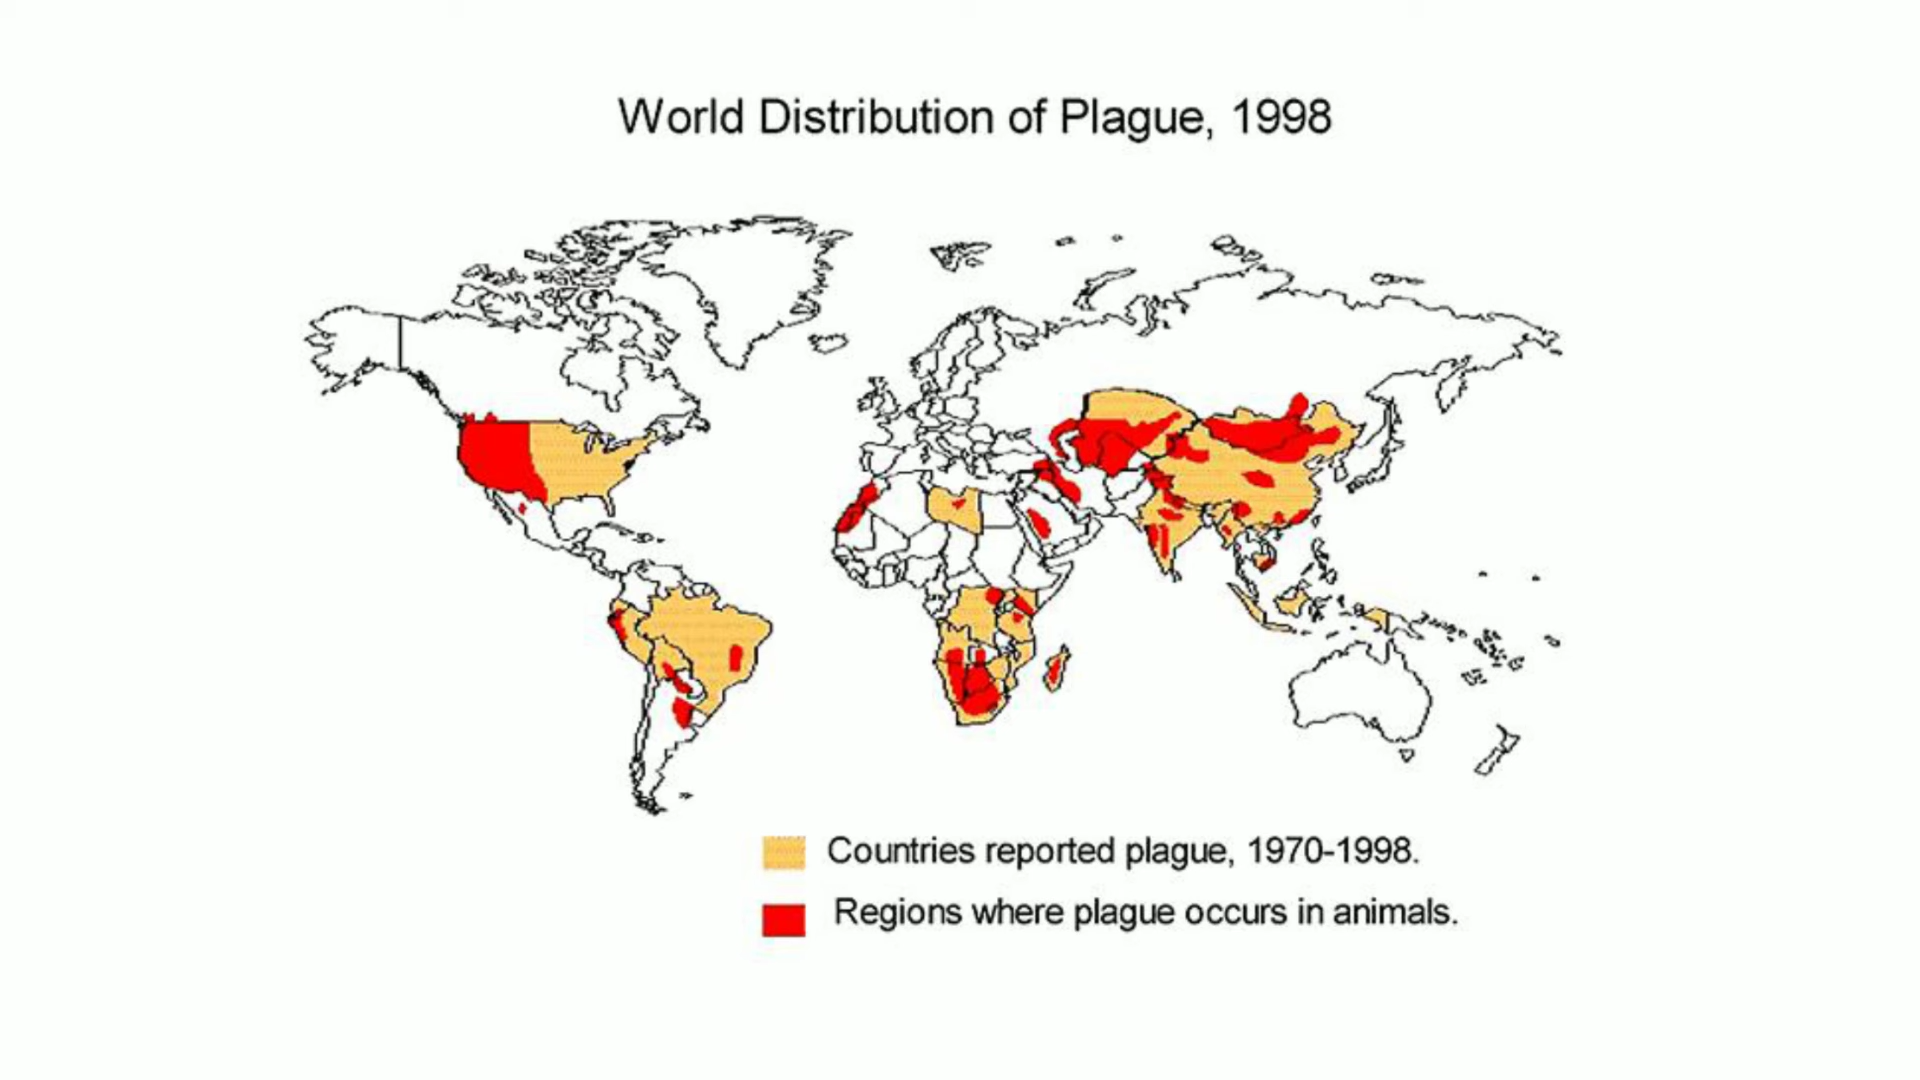 World Distribution of Plague, 1998
Countries reported plague, 1970-1998.
Regions where plague occurs in animals.